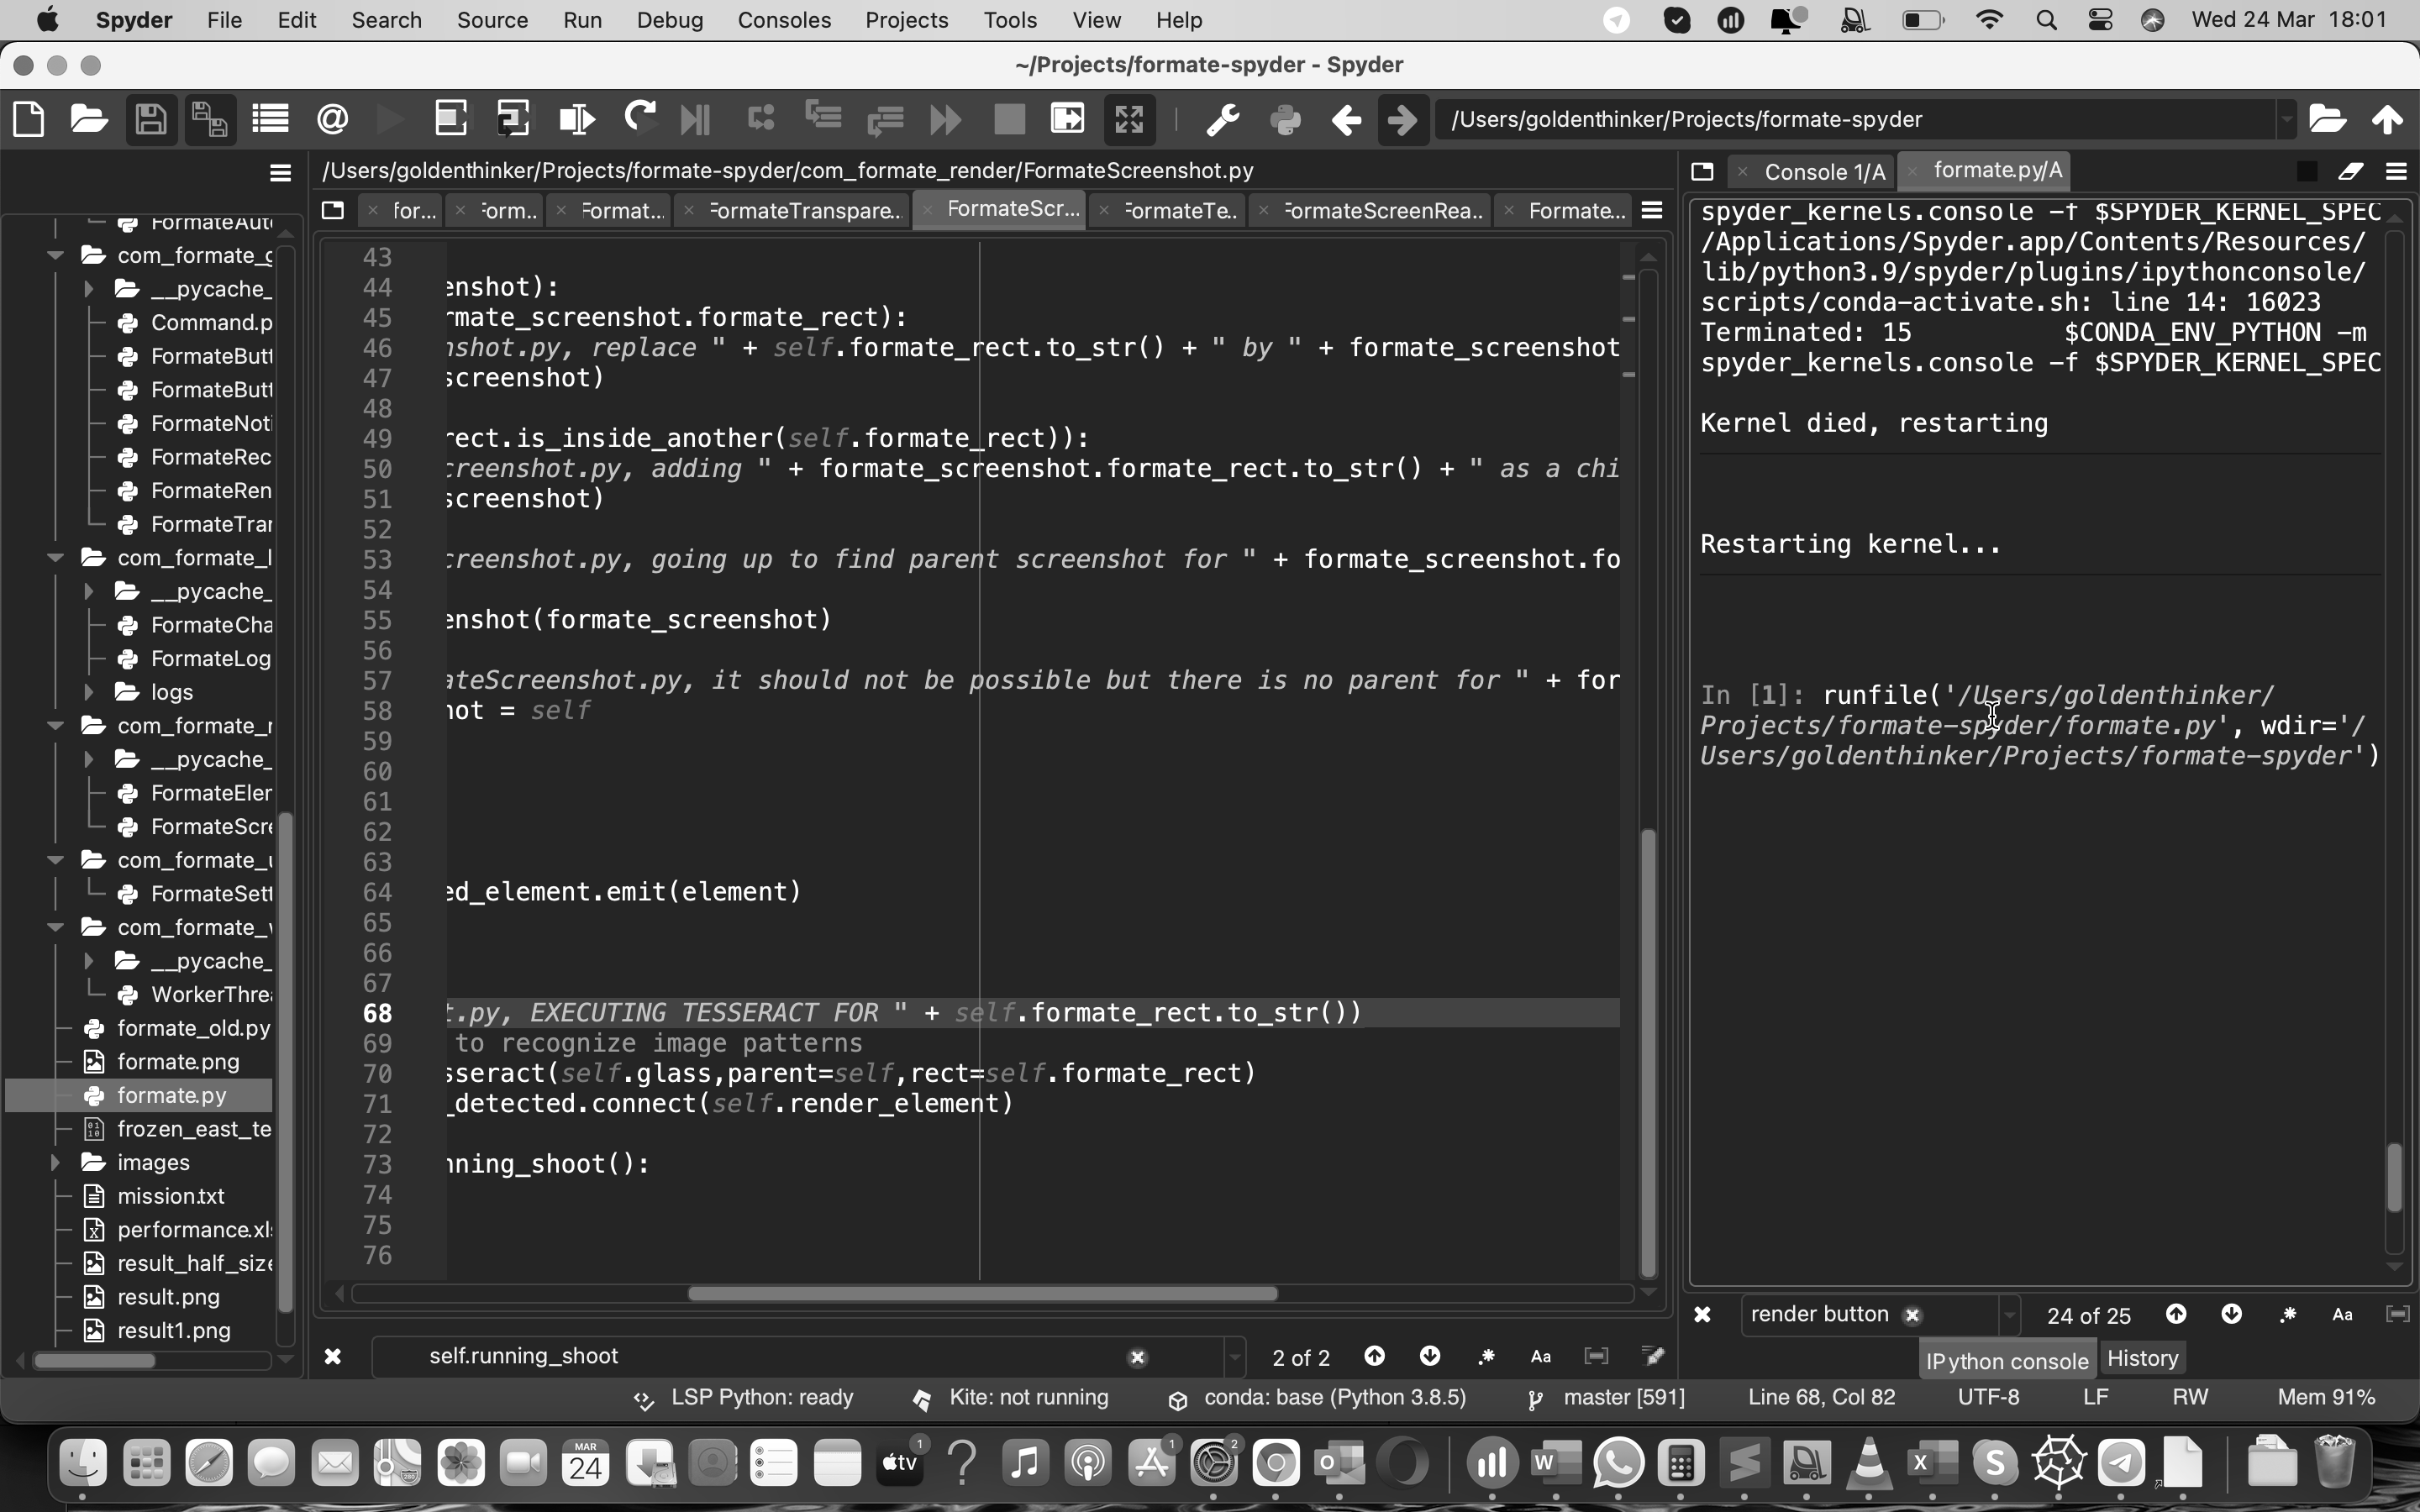 Spyder File Edit Search Source Run Debug Consoles Projects Tools View Help Wed 24 Mar 18:01
~/Projects/formate-spyder - Spyder
/Users/goldenthinker/Projects/formate-spyder
/Users/goldenthinker/Projects/formate-spyder/com_formate_render/FormateScreenshot.py
for... Form... Format... FormateTranspare... FormateScr... FormateTe... FormateScreenRea... Formate...
FormateAut
com_formate_g
__pycache_
Command.p
FormateButt
FormateButt
FormateNoti
FormateRec
FormateRen
FormateTrar
com_formate_l
__pycache_
FormateCha
FormateLog
logs
com_formate_r
__pycache_
FormateElen
FormateScre
com_formate_u
FormateSett
com_formate_w
__pycache_
WorkerThrea
formate_old.py
formate.png
formate.py
frozen_east_te
images
mission.txt
performance.xls
result_half_size
result.png
result1.png
43
44 enshot):
45 rmate_screenshot.formate_rect):
46 nshot.py, replace " + self.formate_rect.to_str() + " by " + formate_screenshot
47 screenshot)
48
49 rect.is_inside_another(self.formate_rect)):
50 creenshot.py, adding " + formate_screenshot.formate_rect.to_str() + " as a chi
51 screenshot)
52
53 creenshot.py, going up to find parent screenshot for " + formate_screenshot.fo
54
55 enshot(formate_screenshot)
56
57 ateScreenshot.py, it should not be possible but there is no parent for " + for
58 hot = self
59
60
61
62
63
64 ed_element.emit(element)
65
66
67
68 t.py, EXECUTING TESSERACT FOR " + self.formate_rect.to_str())
69 to recognize image patterns
70 sseract(self.glass,parent=self,rect=self.formate_rect)
71 _detected.connect(self.render_element)
72
73 nning_shoot():
74
75
76
self.running_shoot 2 of 2 Aa
Console 1/A formate.py/A
spyder_kernels.console -f $SPYDER_KERNEL_SPEC
/Applications/Spyder.app/Contents/Resources/
lib/python3.9/spyder/plugins/ipythonconsole/
scripts/conda-activate.sh: line 14: 16023
Terminated: 15 $CONDA_ENV_PYTHON -m
spyder_kernels.console -f $SPYDER_KERNEL_SPEC
Kernel died, restarting
Restarting kernel...
In [1]: runfile('/Users/goldenthinker/
Projects/formate-spyder/formate.py', wdir='/
Users/goldenthinker/Projects/formate-spyder')
render button 24 of 25 Aa
IPython console History
LSP Python: ready Kite: not running conda: base (Python 3.8.5) master [591] Line 68, Col 82 UTF-8 LF RW Mem 91%
MAR
24
tv
1
1
2